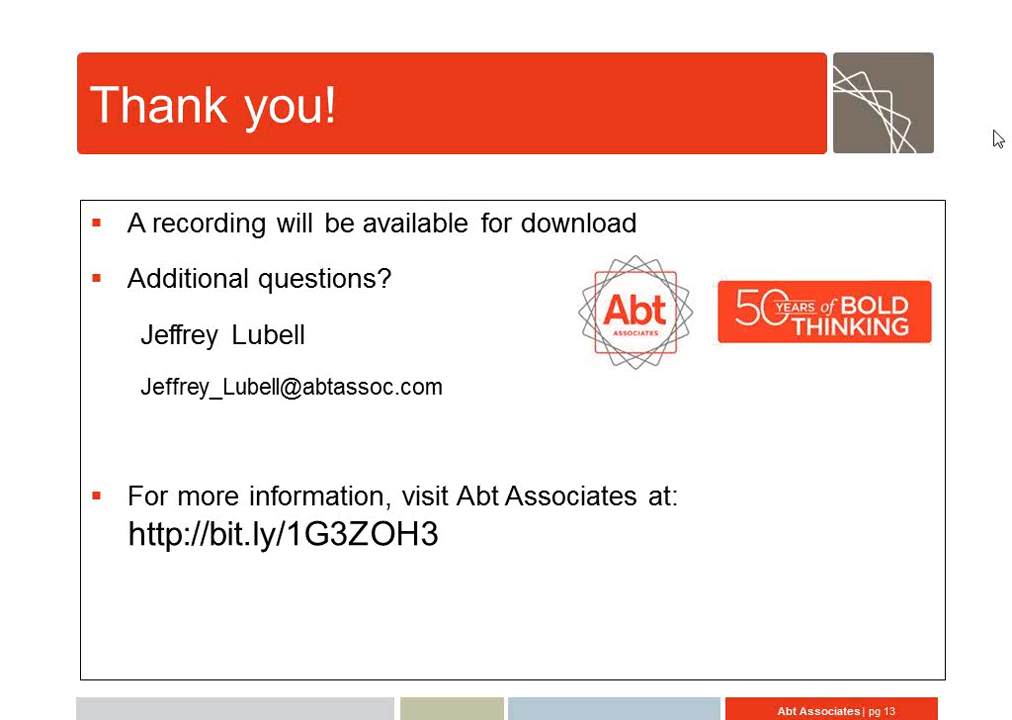 Thank you!
A recording will be available for download
Additional questions?
Abt
ASSOCIATES
50 YEARS of BOLD
THINKING
Jeffrey Lubell
Jeffrey_Lubell@abtassoc.com
For more information, visit Abt Associates at:
http://bit.ly/1G3ZOH3
Abt Associates | pg 13